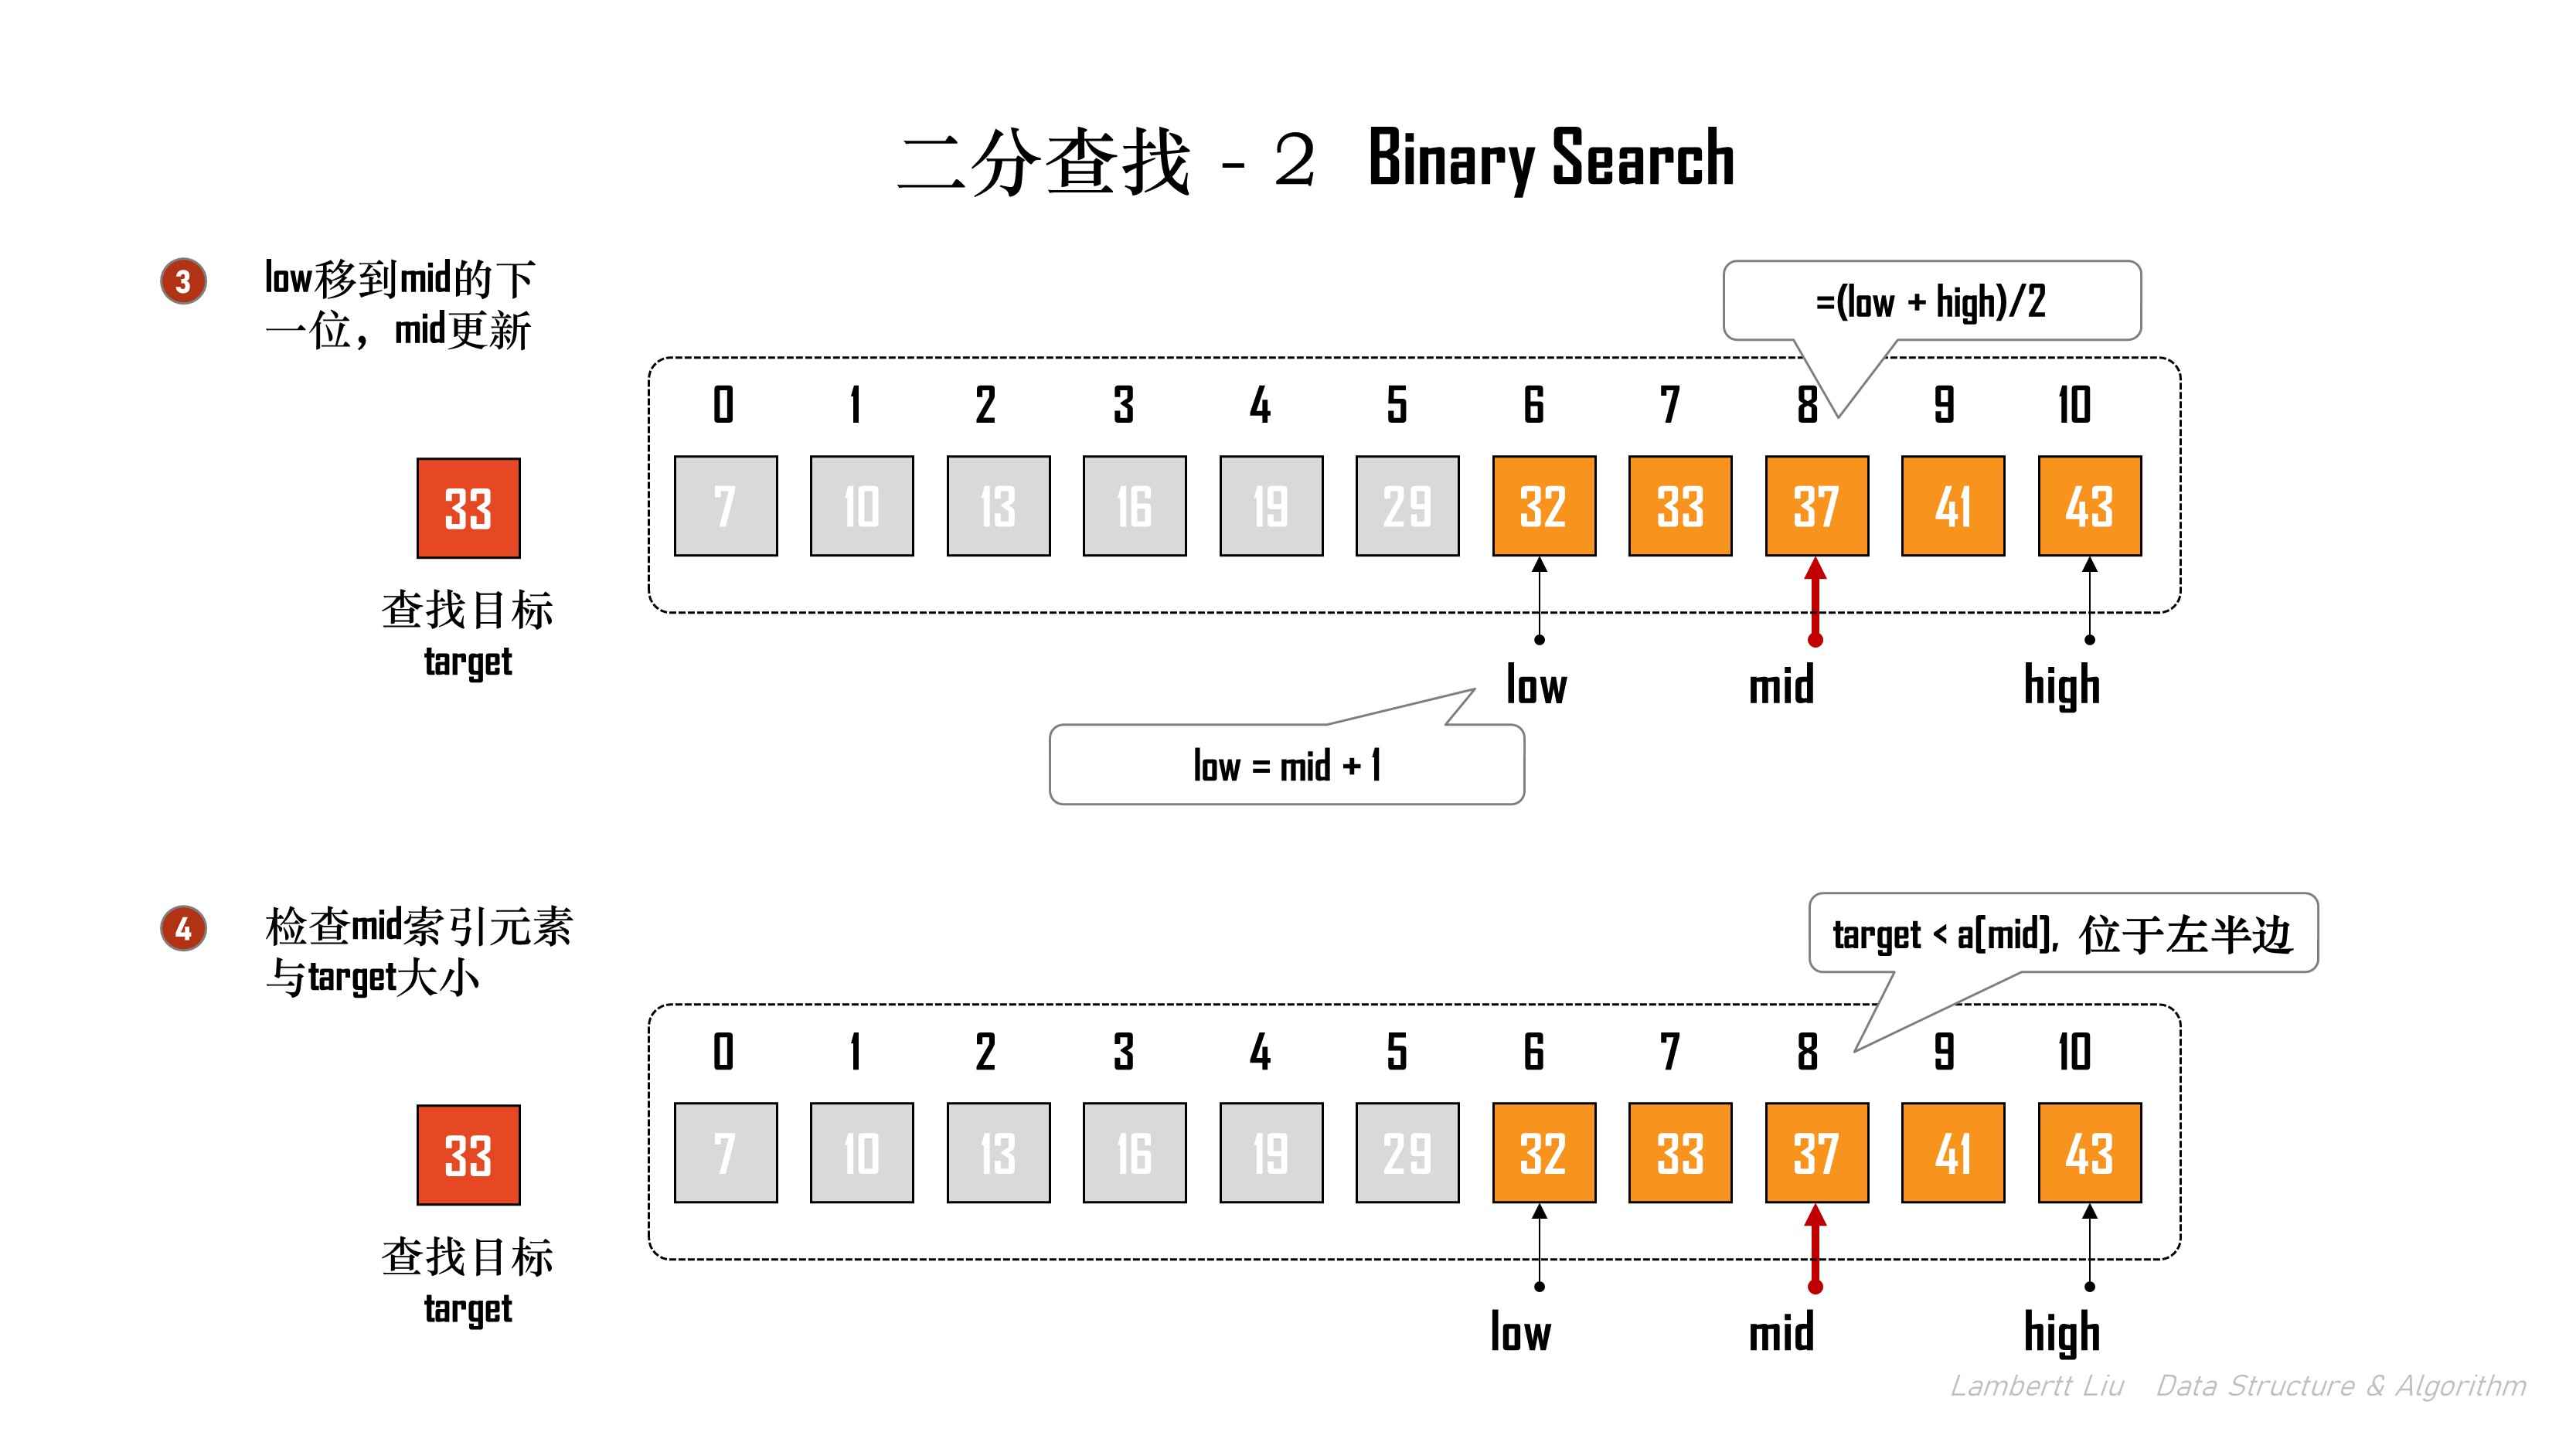 二分查找 - 2 Binary Search
3
low移到mid的下
一位，mid更新
=(low + high)/2
0 1 2 3 4 5 6 7 8 9 10
33
7 10 13 16 19 29 32 33 37 41 43
查找目标
target
low mid high
low = mid + 1
4
检查mid索引元素
与target大小
target < a[mid], 位于左半边
0 1 2 3 4 5 6 7 8 9 10
33
7 10 13 16 19 29 32 33 37 41 43
查找目标
target
low mid high
Lambertt Liu Data Structure & Algorithm